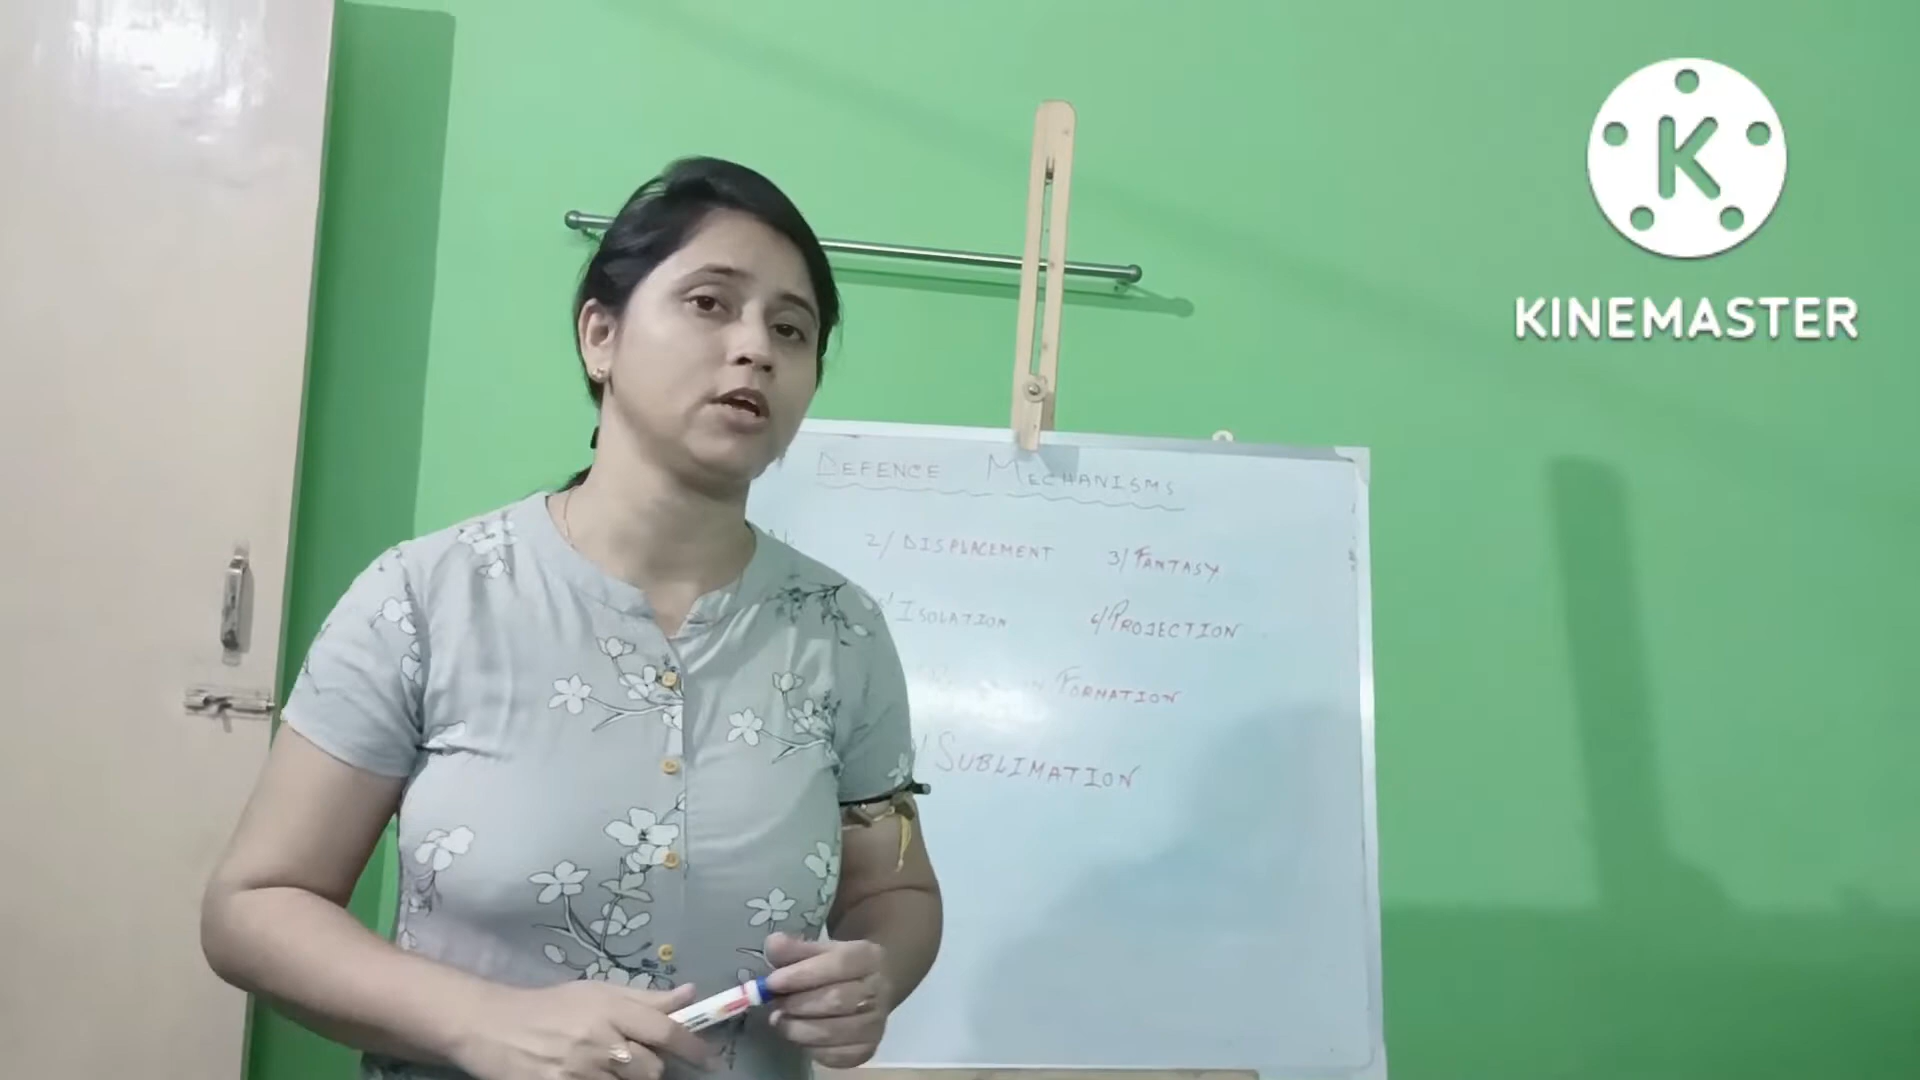 KINEMASTER
DEFENCE MECHANISMS
2/ DISPLACEMENT 3/ FANTASY
ISOLATION 6/ PROJECTION
FORMATION
SUBLIMATION